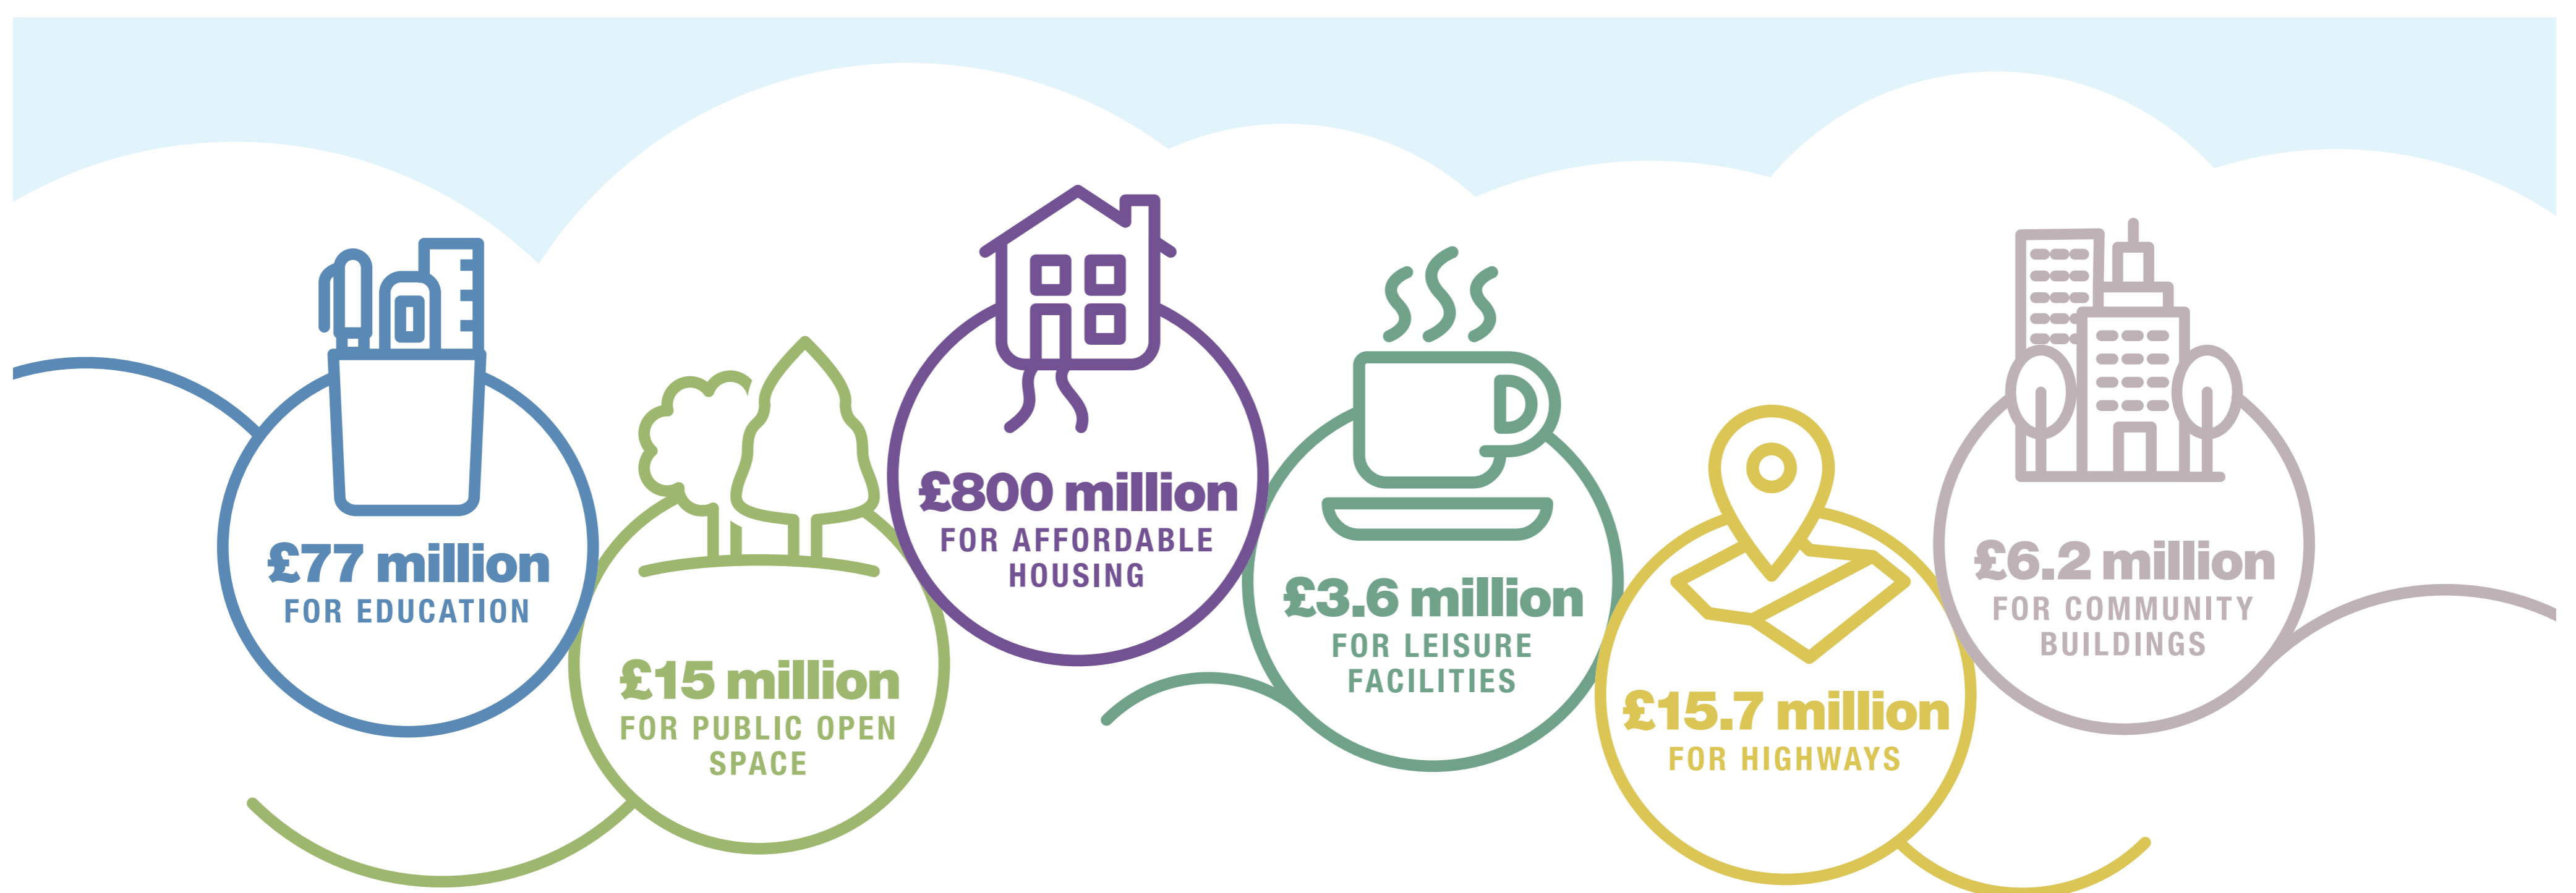 £77 million
FOR EDUCATION
£15 million
FOR PUBLIC OPEN
SPACE
£800 million
FOR AFFORDABLE
HOUSING
£3.6 million
FOR LEISURE
FACILITIES
£15.7 million
FOR HIGHWAYS
£6.2 million
FOR COMMUNITY
BUILDINGS